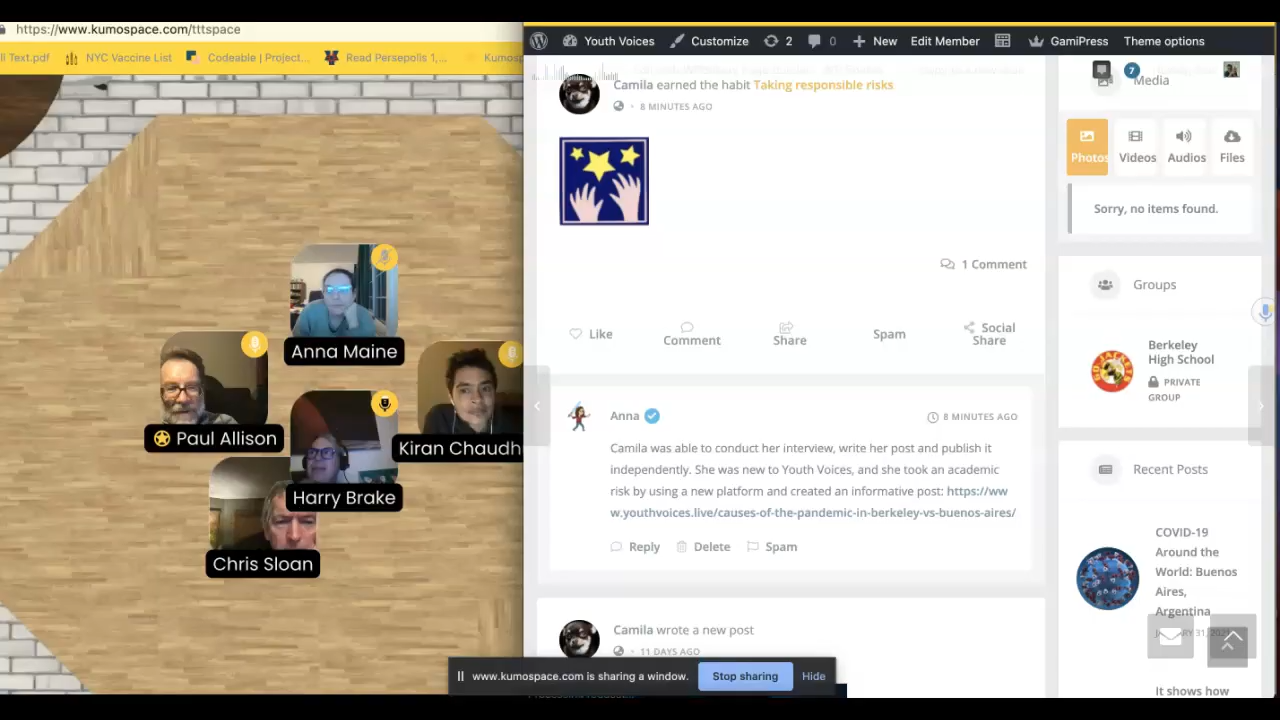 https://www.kumospace.com/tttspace
ll Text.pdf
NYC Vaccine List
Codeable | Project...
Read Persepolis 1,...
Kumosp
Anna Maine
Paul Allison
Kiran Chaudh
Harry Brake
Chris Sloan
Youth Voices
Customize
2
0
New
Edit Member
GamiPress
Theme options
Camila earned the habit Taking responsible risks
8 MINUTES AGO
1 Comment
Like
Comment
Share
Spam
Social
Share
Anna
8 MINUTES AGO
Camila was able to conduct her interview, write her post and publish it
independently. She was new to Youth Voices, and she took an academic
risk by using a new platform and created an informative post: https://ww
w.youthvoices.live/causes-of-the-pandemic-in-berkeley-vs-buenos-aires/
Reply
Delete
Spam
Camila wrote a new post
11 DAYS AGO
7
Media
Photos
Videos
Audios
Files
Sorry, no items found.
Groups
Berkeley
High School
PRIVATE
GROUP
Recent Posts
COVID-19
Around the
World: Buenos
Aires,
Argentina
It shows how
www.kumospace.com is sharing a window.
Stop sharing
Hide